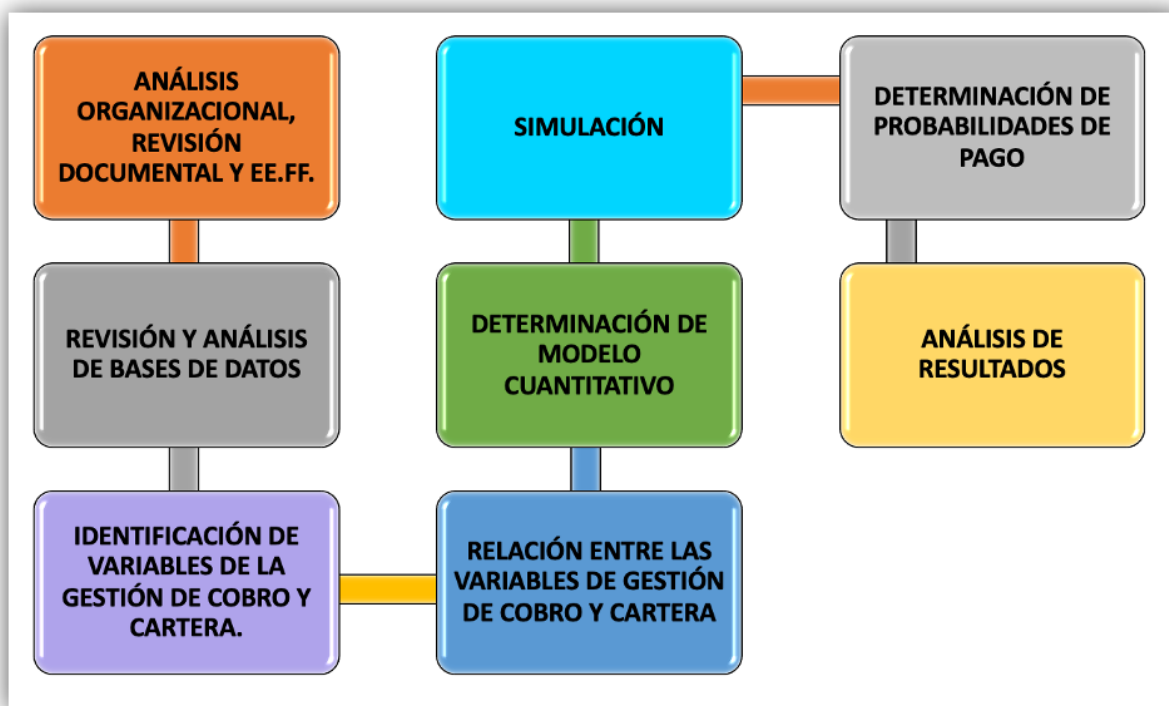 ANÁLISIS
ORGANIZACIONAL,
REVISIÓN
DOCUMENTAL Y EE.FF.
REVISIÓN Y ANÁLISIS
DE BASES DE DATOS
IDENTIFICACIÓN DE
VARIABLES DE LA
GESTIÓN DE COBRO Y
CARTERA.
RELACIÓN ENTRE LAS
VARIABLES DE GESTIÓN
DE COBRO Y CARTERA
DETERMINACIÓN DE
MODELO
CUANTITATIVO
SIMULACIÓN
DETERMINACIÓN DE
PROBABILIDADES DE
PAGO
ANÁLISIS DE
RESULTADOS